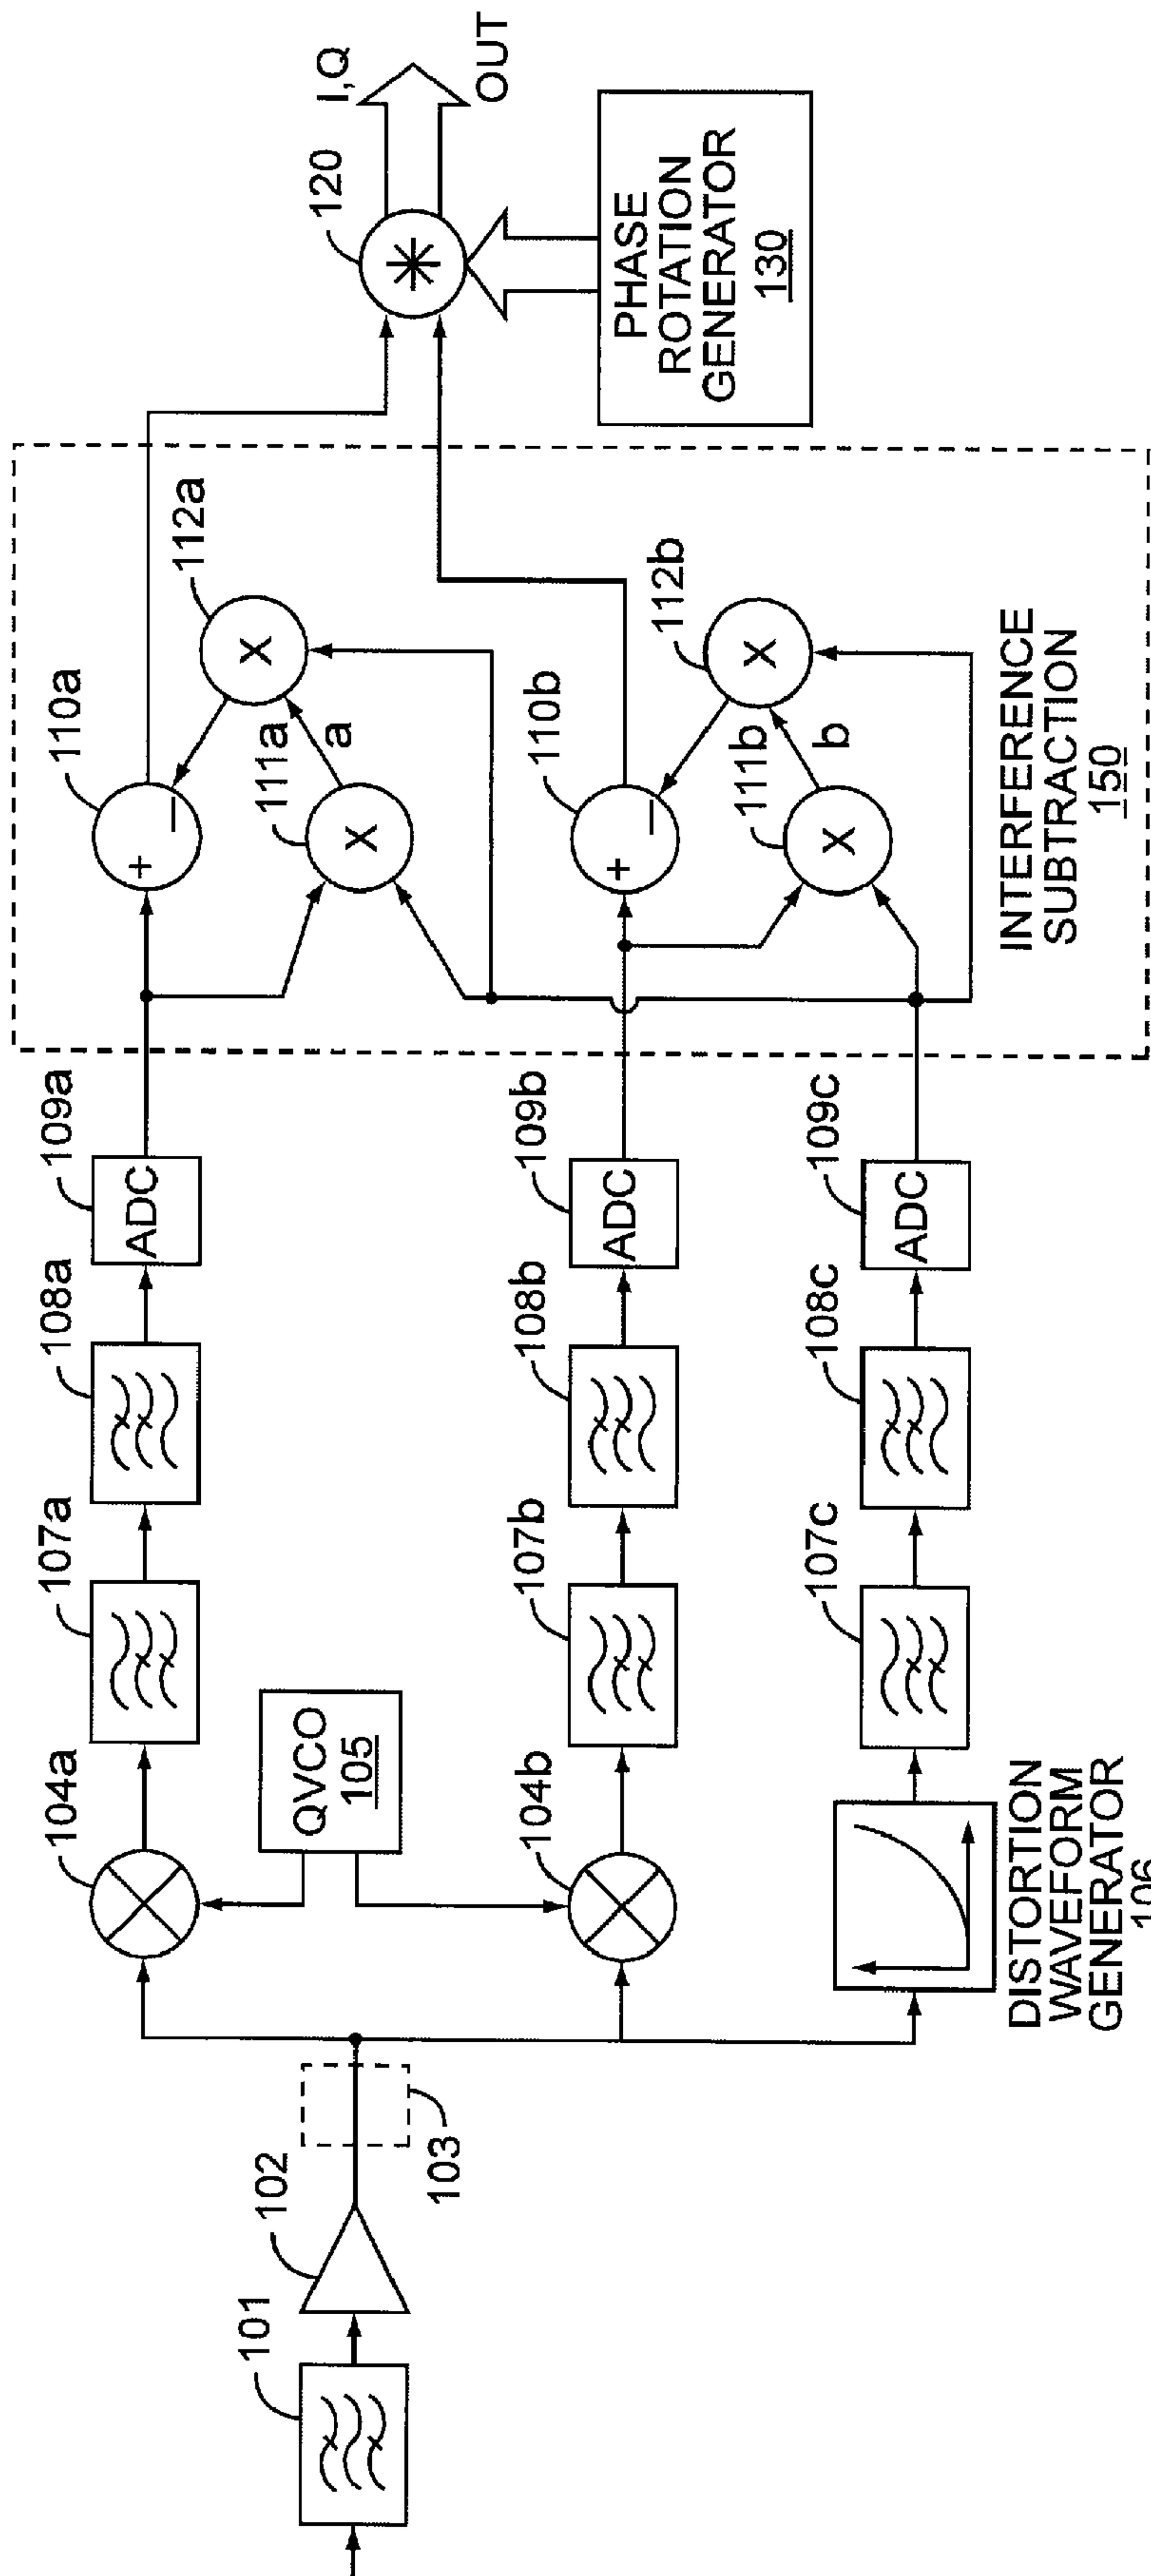 101
102
103
104a
QVCO
105
104b
DISTORTION
WAVEFORM
GENERATOR
106
107a
107b
107c
108a
108b
108c
109a
ADC
109b
ADC
109c
ADC
110a
+
−
111a
X
a
112a
X
110b
+
−
111b
X
b
112b
X
INTERFERENCE
SUBTRACTION
150
120
I,Q
OUT
PHASE
ROTATION
GENERATOR
130